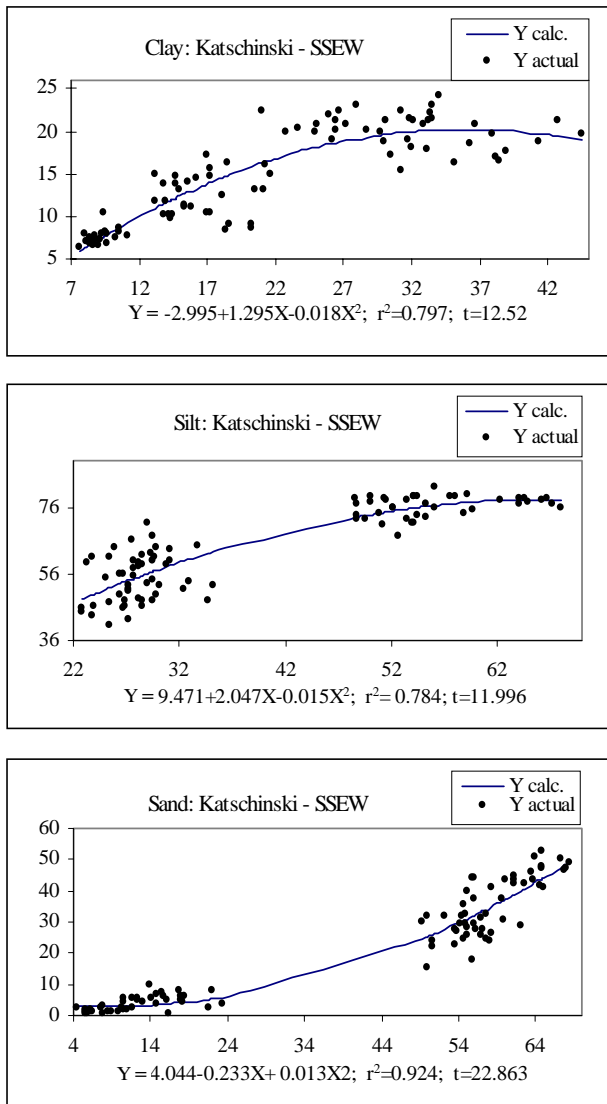 Clay: Katschinski - SSEW
Y calc.
Y actual
25
20
15
10
5
7 12 17 22 27 32 37 42
Y = -2.995+1.295X-0.018X²; r²=0.797; t=12.52
Silt: Katschinski - SSEW
Y calc.
Y actual
76
56
36
22 32 42 52 62
Y = 9.471+2.047X-0.015X²; r²= 0.784; t=11.996
Sand: Katschinski - SSEW
Y calc.
Y actual
60
50
40
30
20
10
0
4 14 24 34 44 54 64
Y = 4.044-0.233X+ 0.013X2; r²=0.924; t=22.863